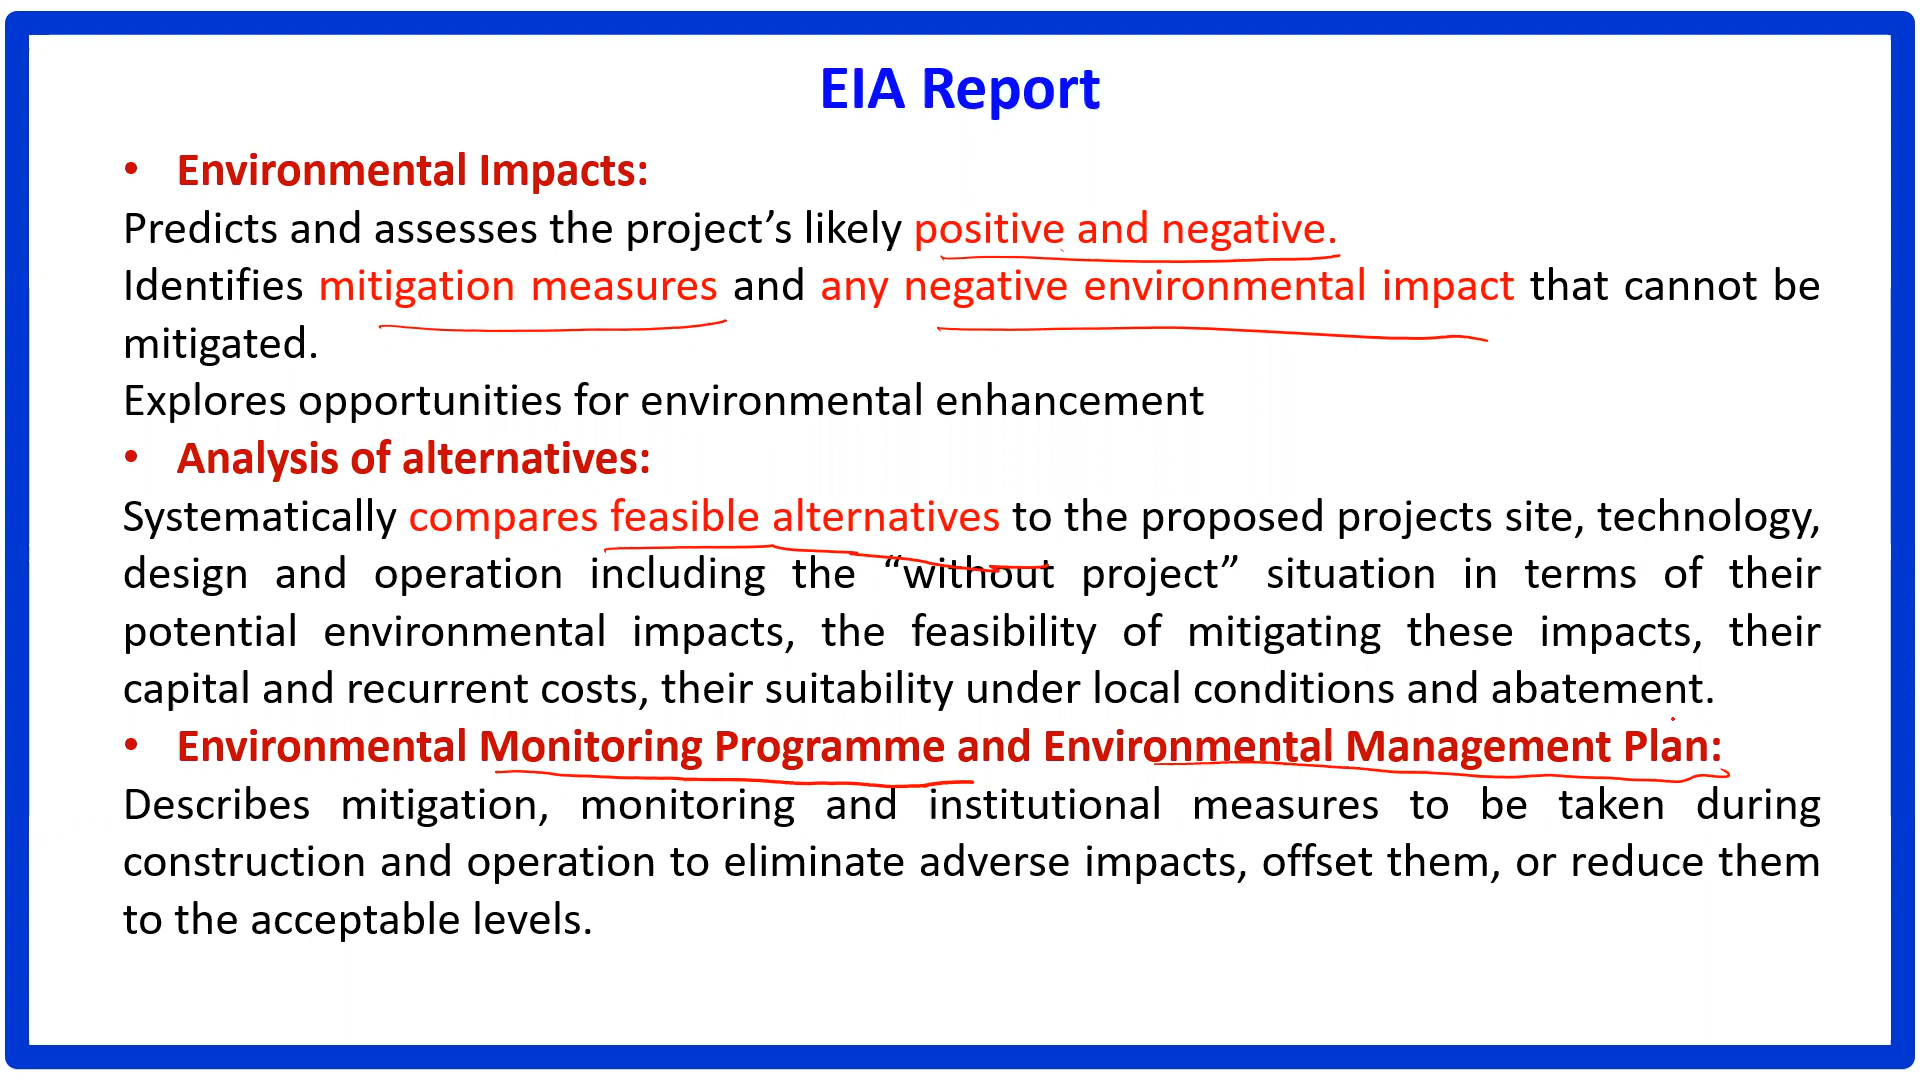 EIA Report
• Environmental Impacts:
Predicts and assesses the project’s likely positive and negative.
Identifies mitigation measures and any negative environmental impact that cannot be
mitigated.
Explores opportunities for environmental enhancement
• Analysis of alternatives:
Systematically compares feasible alternatives to the proposed projects site, technology,
design and operation including the “without project” situation in terms of their
potential environmental impacts, the feasibility of mitigating these impacts, their
capital and recurrent costs, their suitability under local conditions and abatement.
• Environmental Monitoring Programme and Environmental Management Plan:
Describes mitigation, monitoring and institutional measures to be taken during
construction and operation to eliminate adverse impacts, offset them, or reduce them
to the acceptable levels.